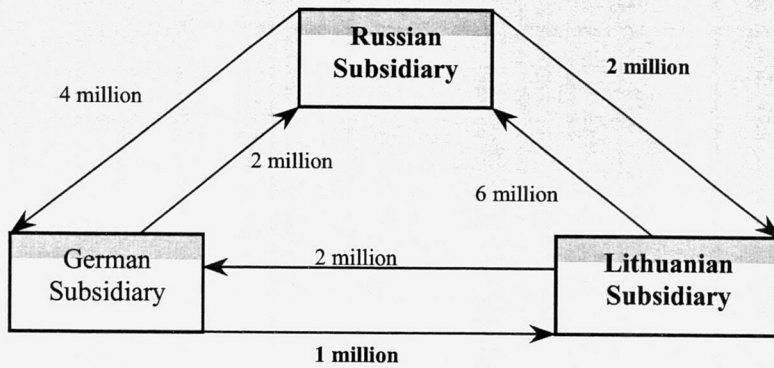 Russian
Subsidiary
2 million
4 million
2 million
6 million
German
Subsidiary
2 million
Lithuanian
Subsidiary
1 million